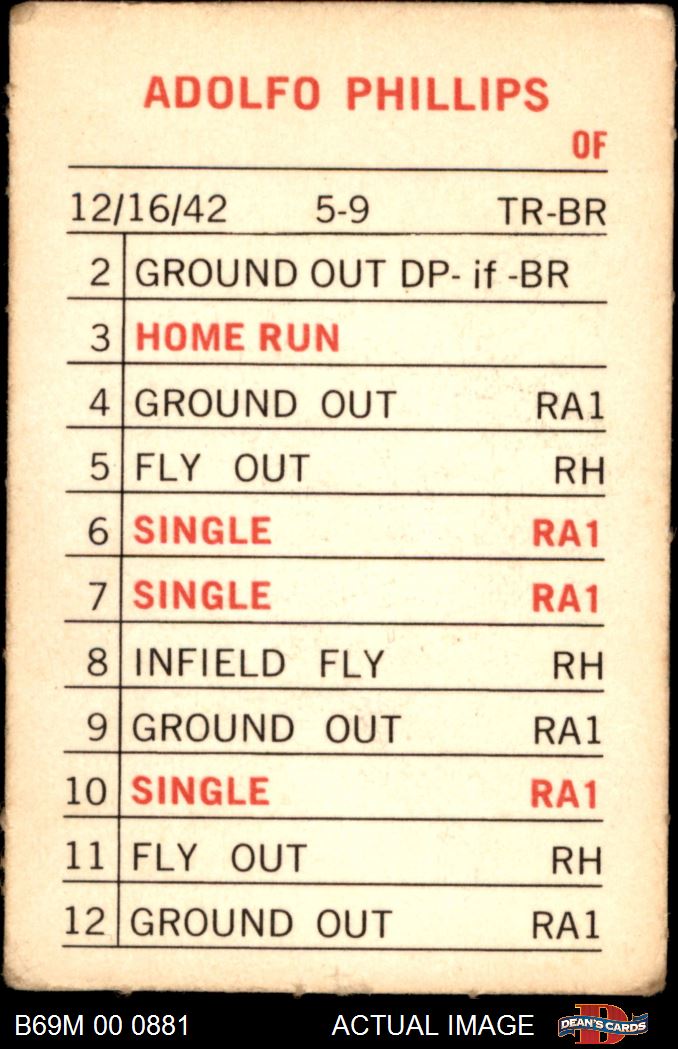 ADOLFO PHILLIPS
OF
12/16/42 5-9 TR-BR
2 GROUND OUT DP- if -BR
3 HOME RUN
4 GROUND OUT RA1
5 FLY OUT RH
6 SINGLE RA1
7 SINGLE RA1
8 INFIELD FLY RH
9 GROUND OUT RA1
10 SINGLE RA1
11 FLY OUT RH
12 GROUND OUT RA1
B69M 00 0881 ACTUAL IMAGE D DEAN'S CARDS